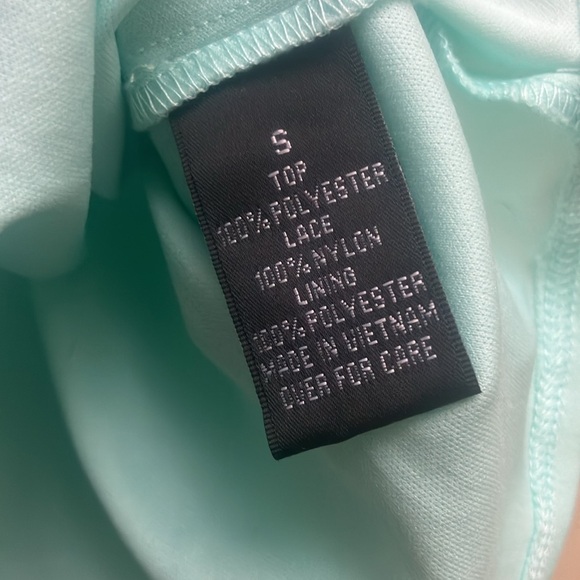 S
TOP
100% POLYESTER
LACE
100% NYLON
LINING
100% POLYESTER
MADE IN VIETNAM
OVER FOR CARE